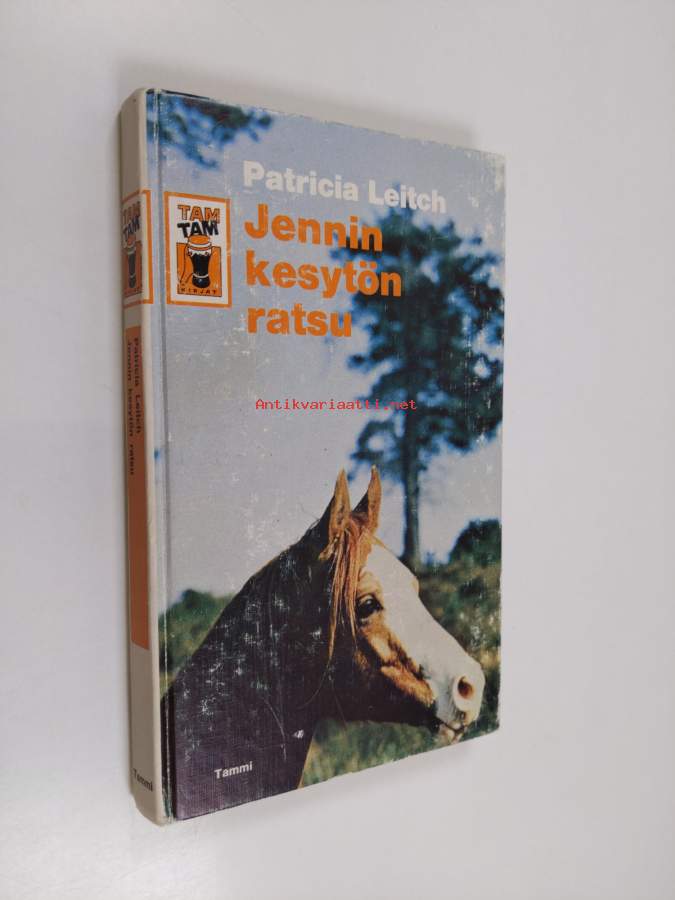 Patricia Leitch
Jennin
kesytön
ratsu
TAM
TAM
KIRJAT
Tammi
TAM
TAM
KIRJAT
Patricia Leitch
Jennin kesytön ratsu
Tammi
Antikvariaatti.net